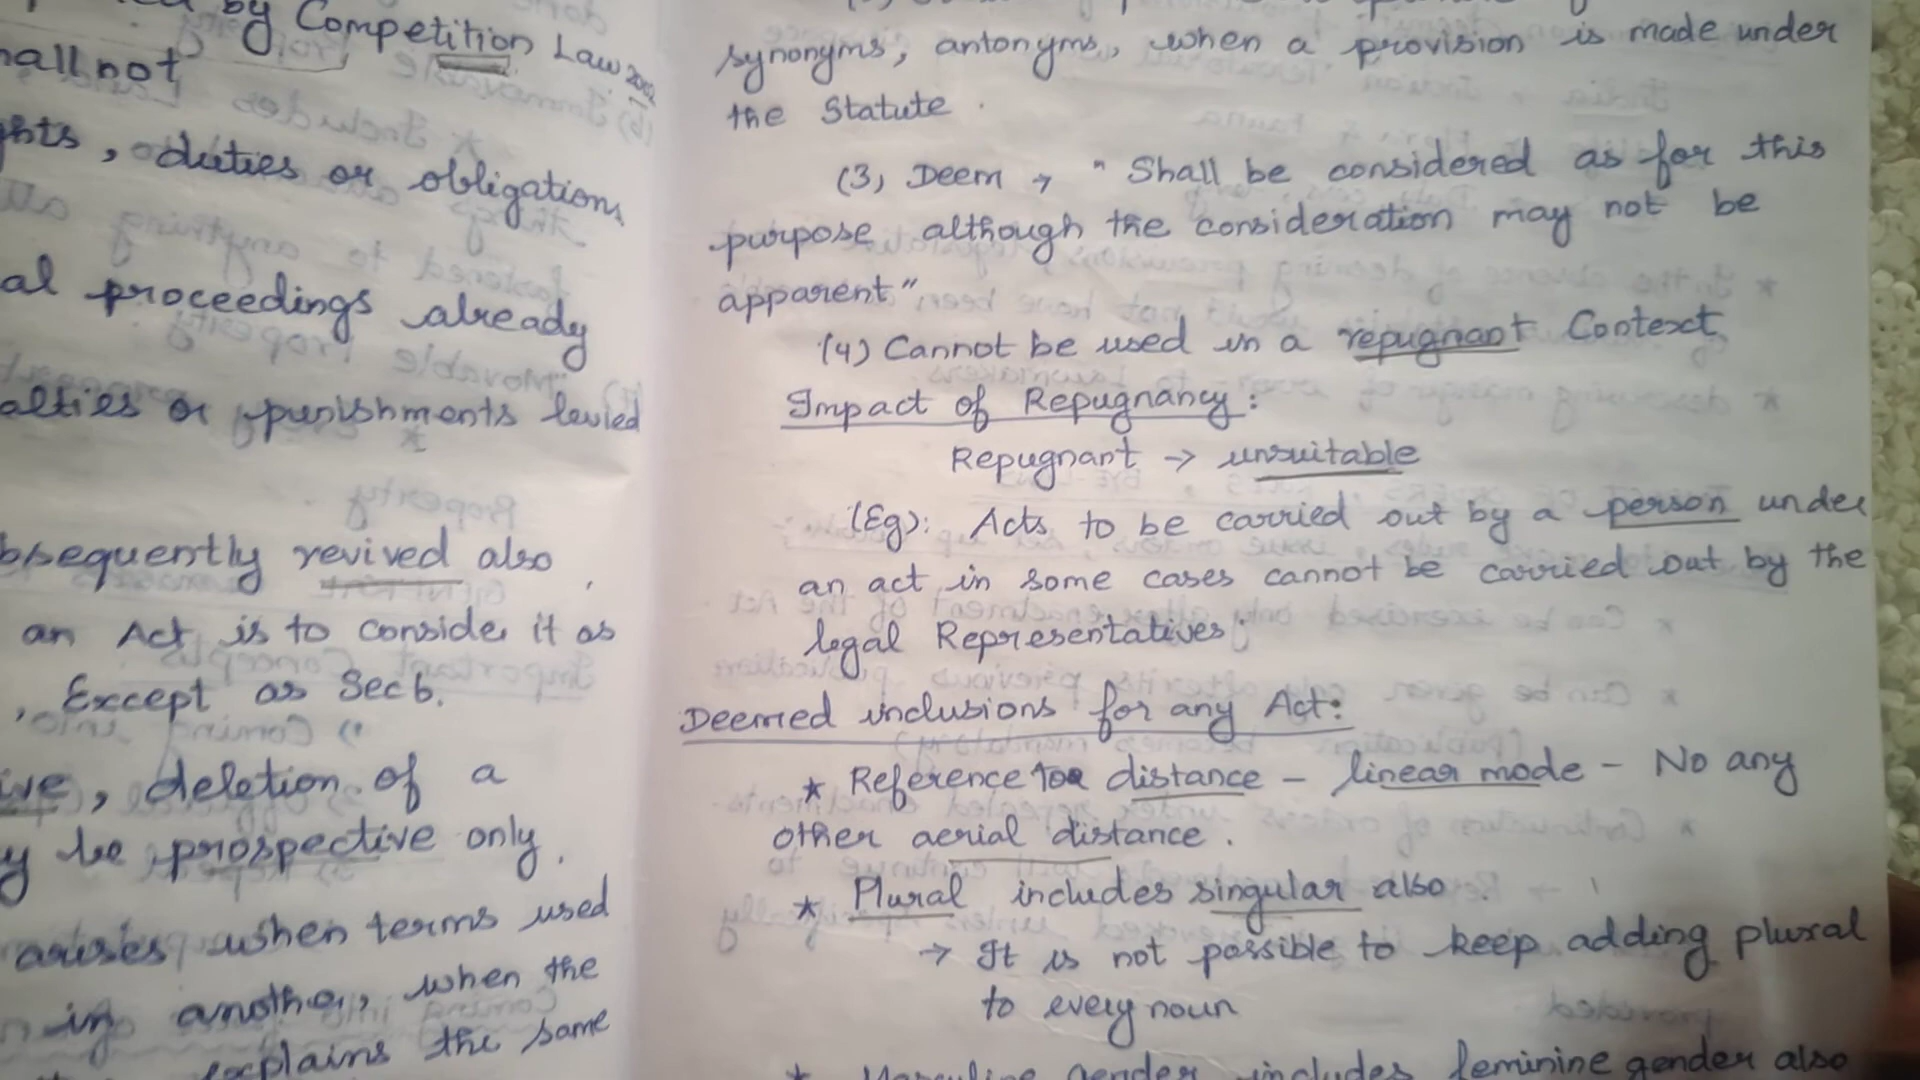 by Competition Law 2002
hall not
ghts, duties or obligations
al proceedings already
alties or punishments levied
bsequently revived also,
an Act is to consider it as
, Except as Sec 6.
ive, deletion of a
y be prospective only.
arises when terms used
in another, when the
explains the same
synonyms, antonyms, when a provision is made under
the Statute.
(3) Deem → "Shall be considered as for this
purpose although the consideration may not be
apparent"
(4) Cannot be used in a repugnant Context
Impact of Repugnancy:
Repugnant → unsuitable
(Eg): Acts to be carried out by a person under
an act in some cases cannot be carried out by the
legal Representatives.
Deemed inclusions for any Act:
* Reference to distance - linear mode - No any
other aerial distance.
* Plural includes singular also.
→ It is not possible to keep adding plural
to every noun
* Masculine gender includes feminine gender also